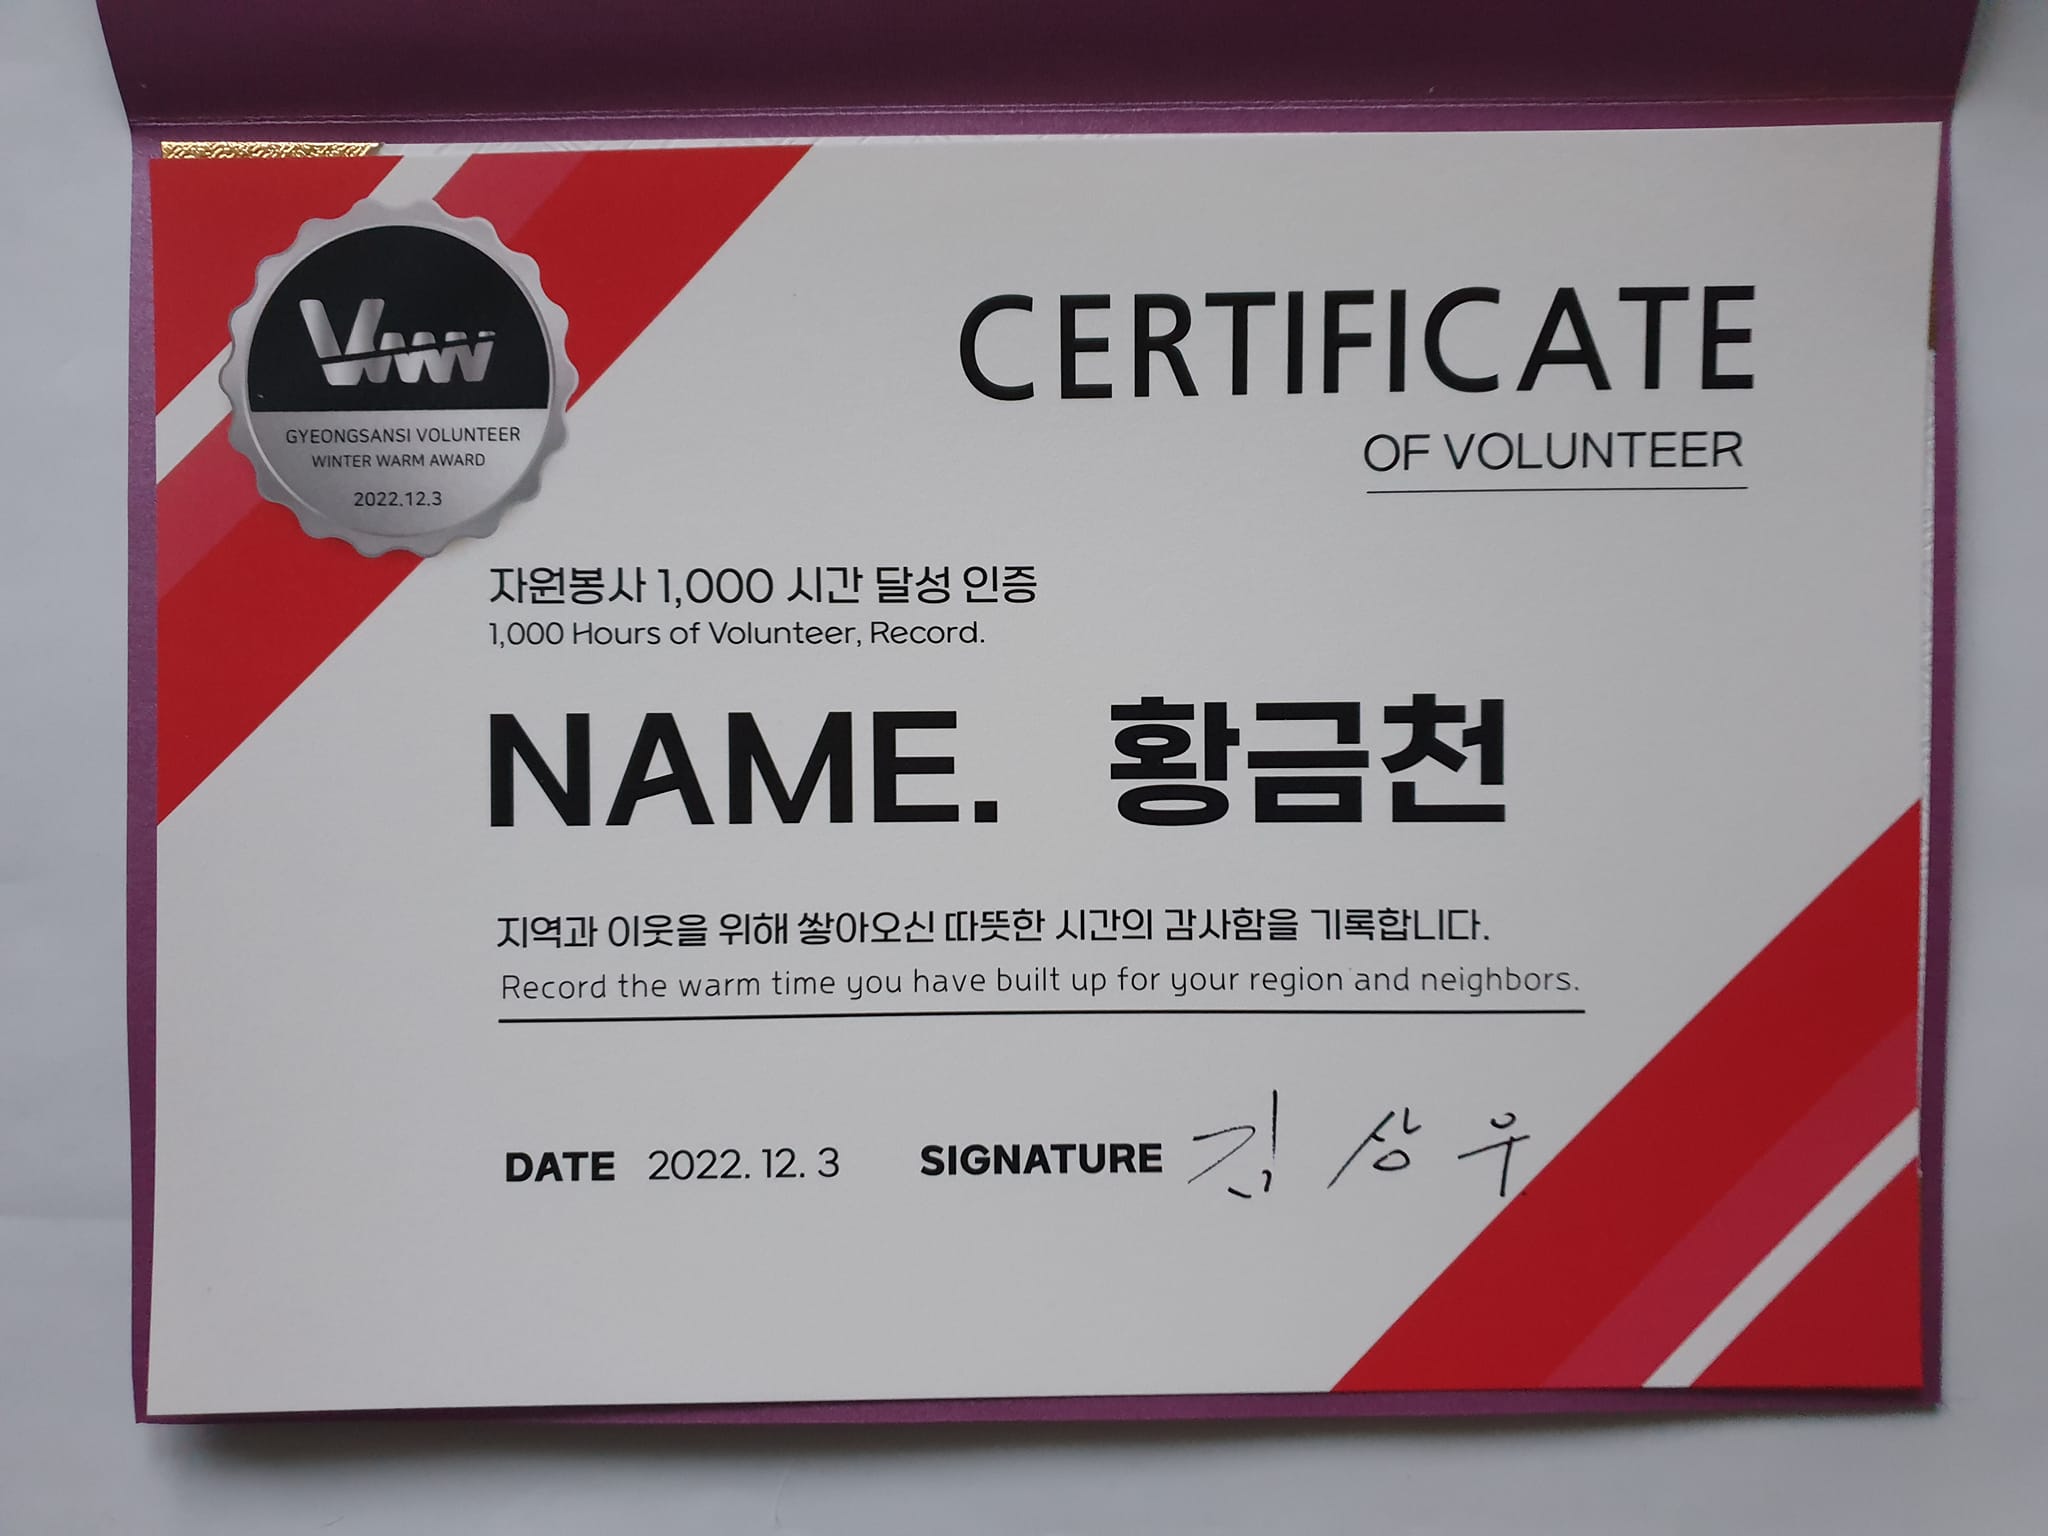 Vww
GYEONGSANSI VOLUNTEER
WINTER WARM AWARD
2022.12.3
CERTIFICATE
OF VOLUNTEER
자원봉사 1,000 시간 달성 인증
1,000 Hours of Volunteer, Record.
NAME. 황금천
지역과 이웃을 위해 쌓아오신 따뜻한 시간의 감사함을 기록합니다.
Record the warm time you have built up for your region and neighbors.
DATE 2022. 12. 3 SIGNATURE 김상우